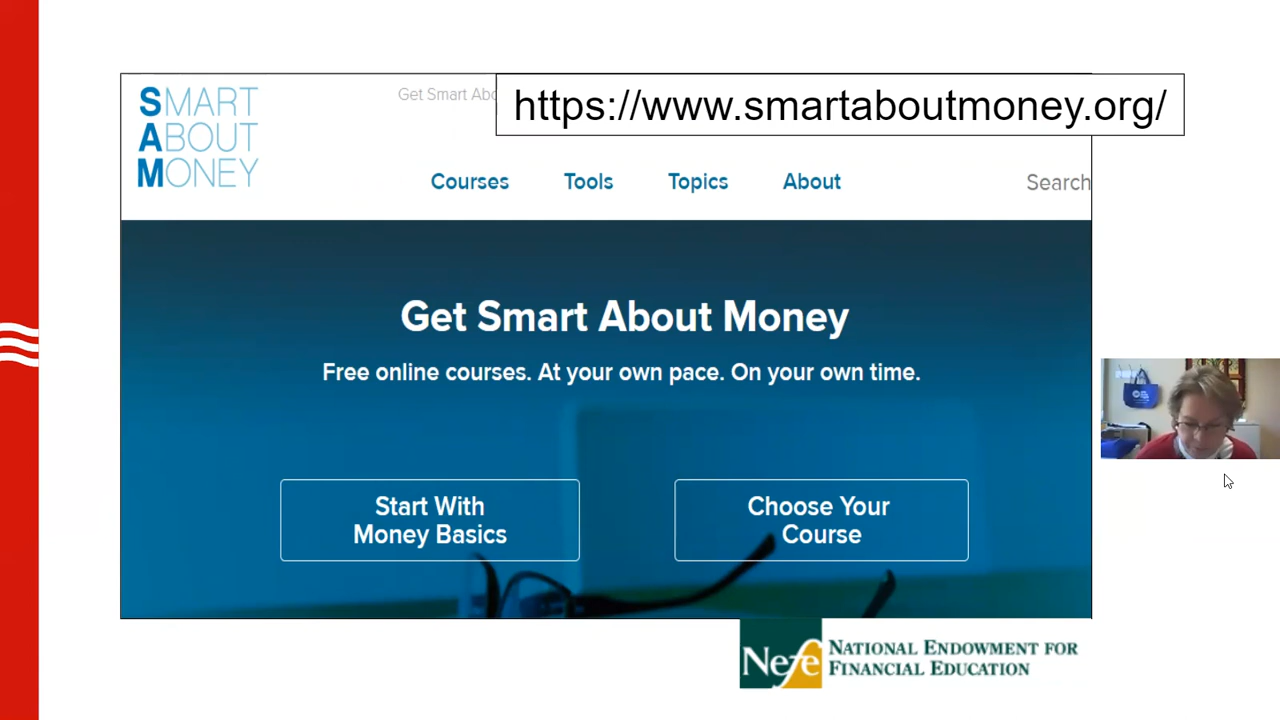 SMART
ABOUT
MONEY
Get Smart Abo
https://www.smartaboutmoney.org/
Courses Tools Topics About Search
Get Smart About Money
Free online courses. At your own pace. On your own time.
Start With
Money Basics
Choose Your
Course
Nefe
NATIONAL ENDOWMENT FOR
FINANCIAL EDUCATION